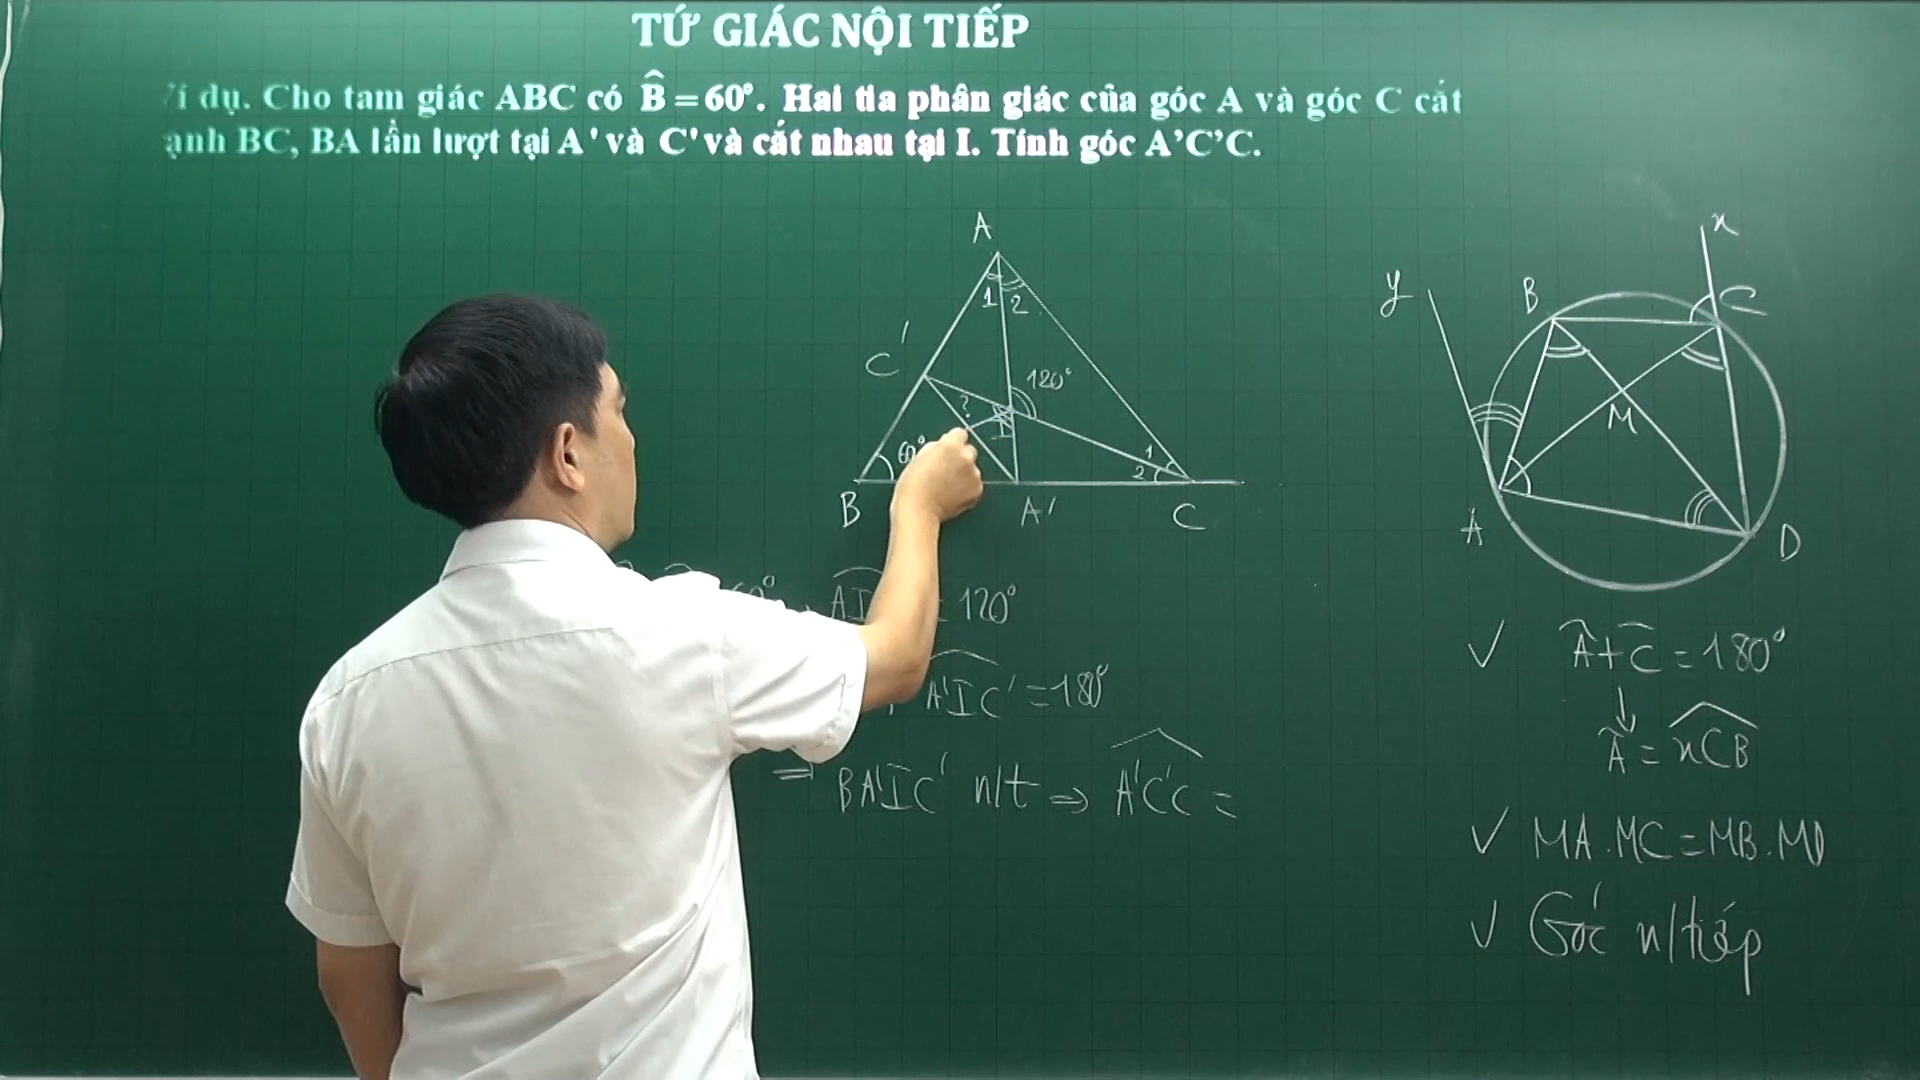 TỨ GIÁC NỘI TIẾP
Ví dụ. Cho tam giác ABC có B̂ = 60°. Hai tia phân giác của góc A và góc C cắt
ạnh BC, BA lần lượt tại A' và C' và cắt nhau tại I. Tính góc A’C’C.
A
1 2
C'
120°
?
I
60°
1
2
B A' C
y B C x
M
A D
60°
= 120°
A'IC' = 180°
⇒ BA'IC' n/t ⇒ A'C'C =
✓ Â + Ĉ = 180°
↓
Â = xCB
✓ MA.MC = MB.MD
✓ Góc n/tiếp